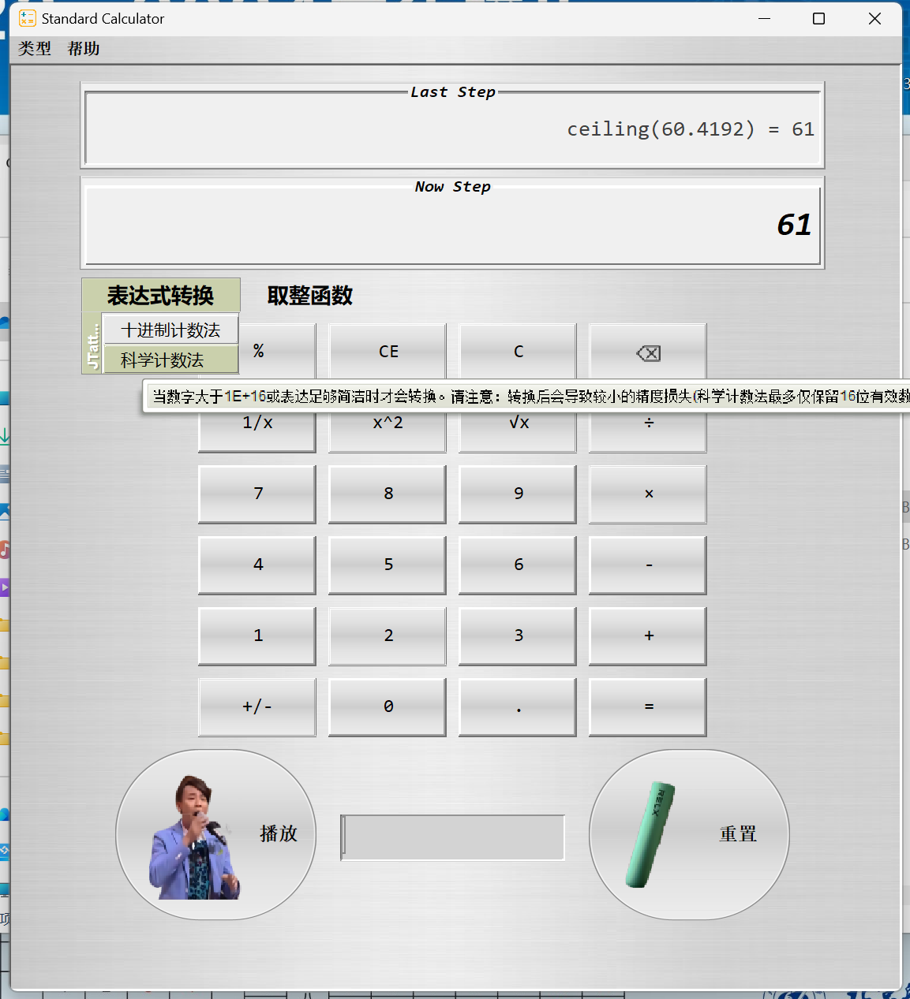 Standard Calculator
类型 帮助
Last Step
ceiling(60.4192) = 61
Now Step
61
表达式转换 取整函数
JTatt...
十进制计数法
科学计数法
% CE C
当数字大于1E+16或表达足够简洁时才会转换。请注意：转换后会导致较小的精度损失(科学计数法最多仅保留16位有效数
1/x x^2 √x ÷
7 8 9 ×
4 5 6 -
1 2 3 +
+/- 0 . =
播放
RELX
重置